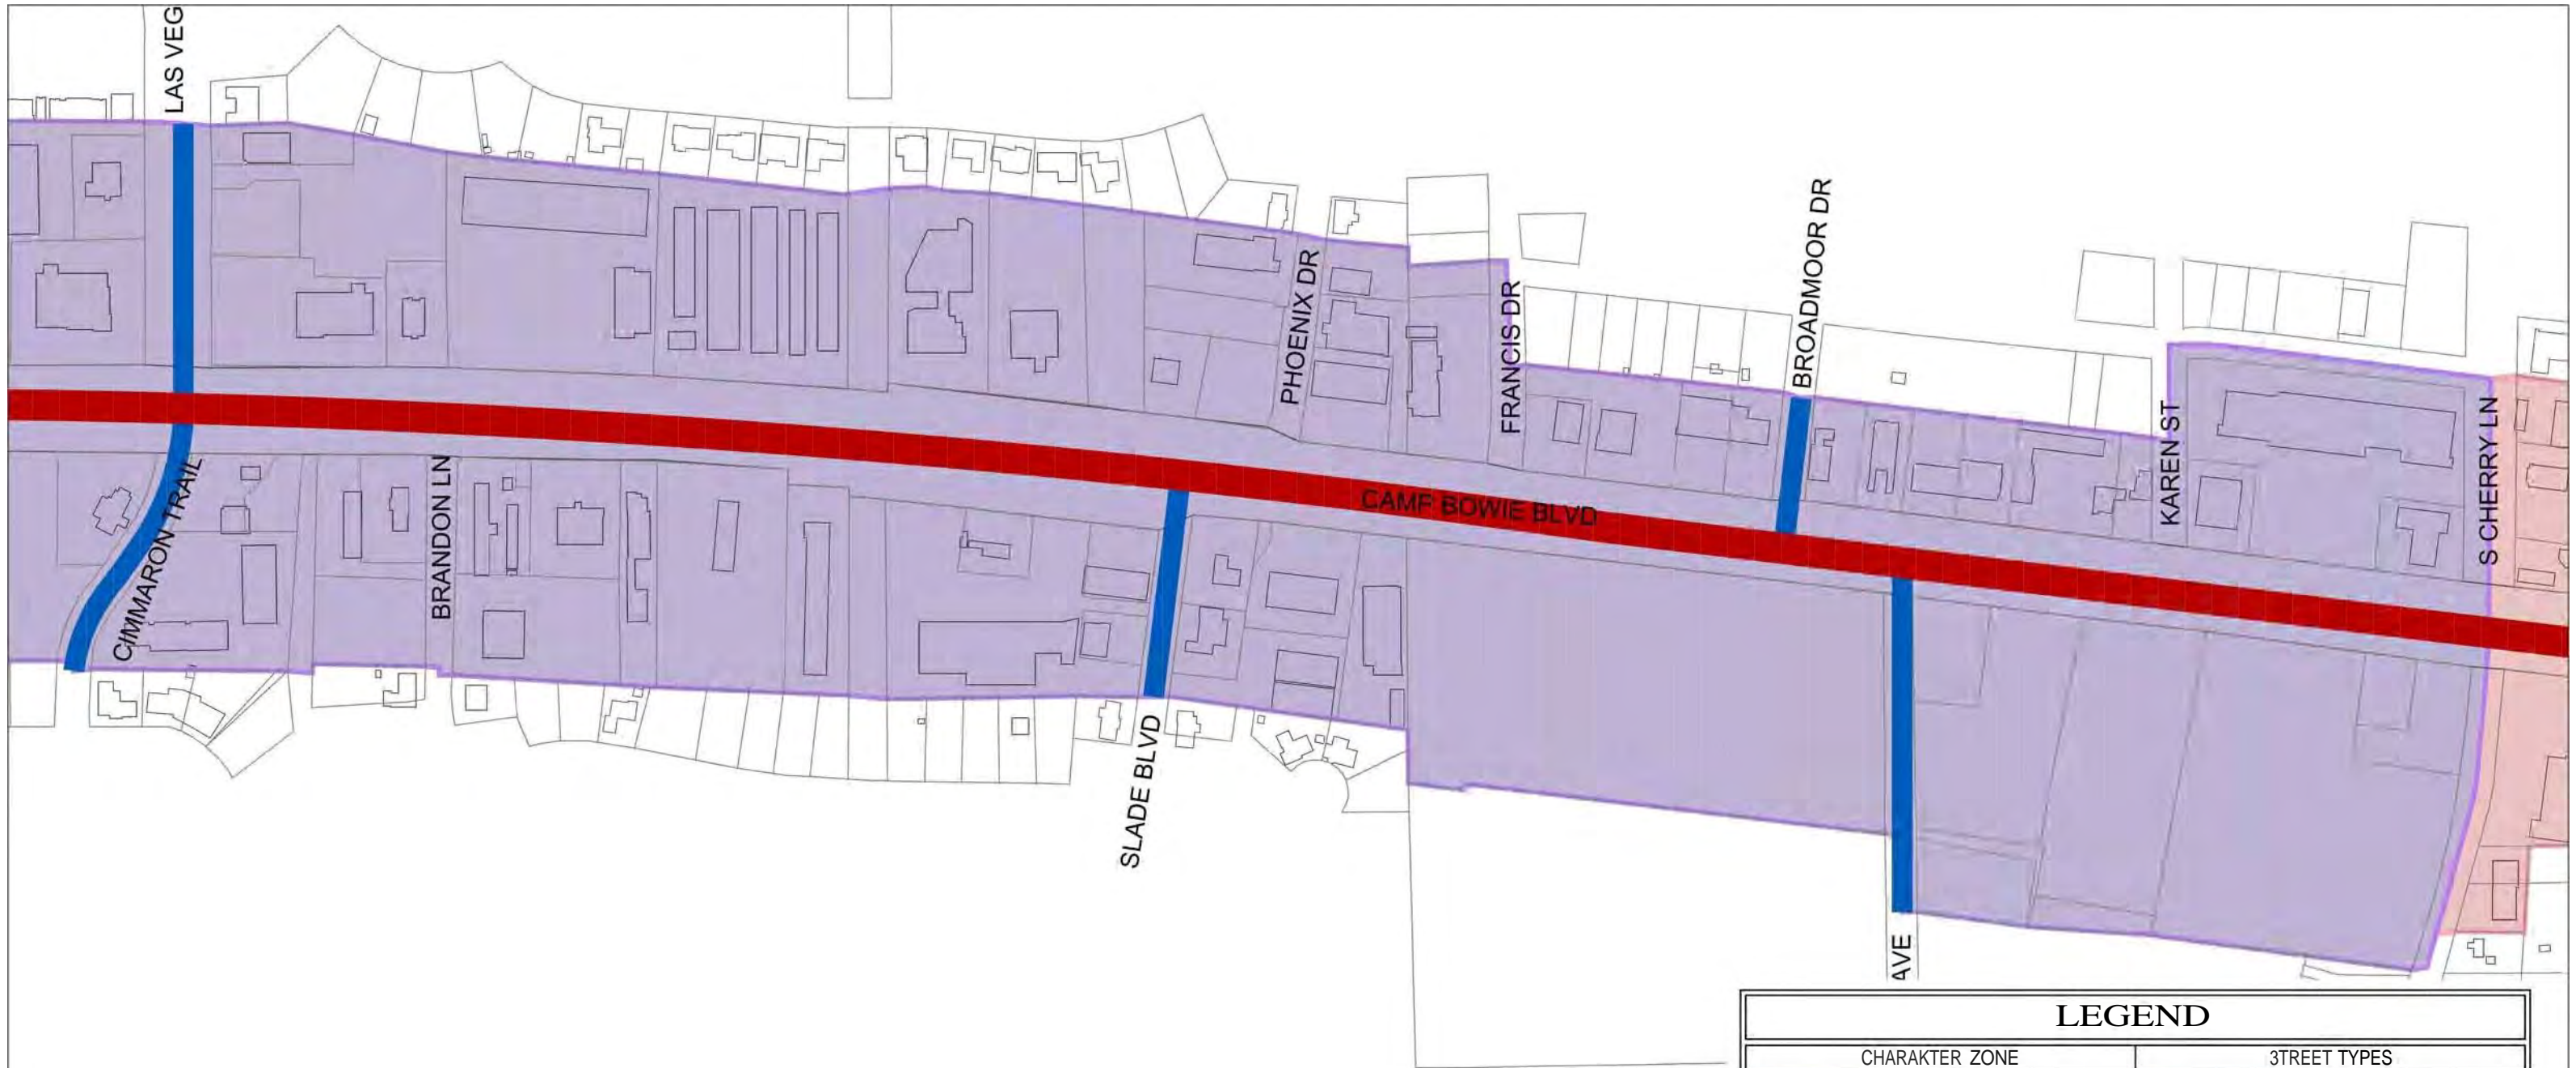 LAS VEG
BROADMOOR DR
PHOENIX DR
FRANCIS DR
KAREN ST
S CHERRY LN
CIMMARON TRAIL
BRANDON LN
CAMF BOWIE BLVD
SLADE BLVD
AVE
LEGEND
CHARAKTER ZONE
3TREET TYPES